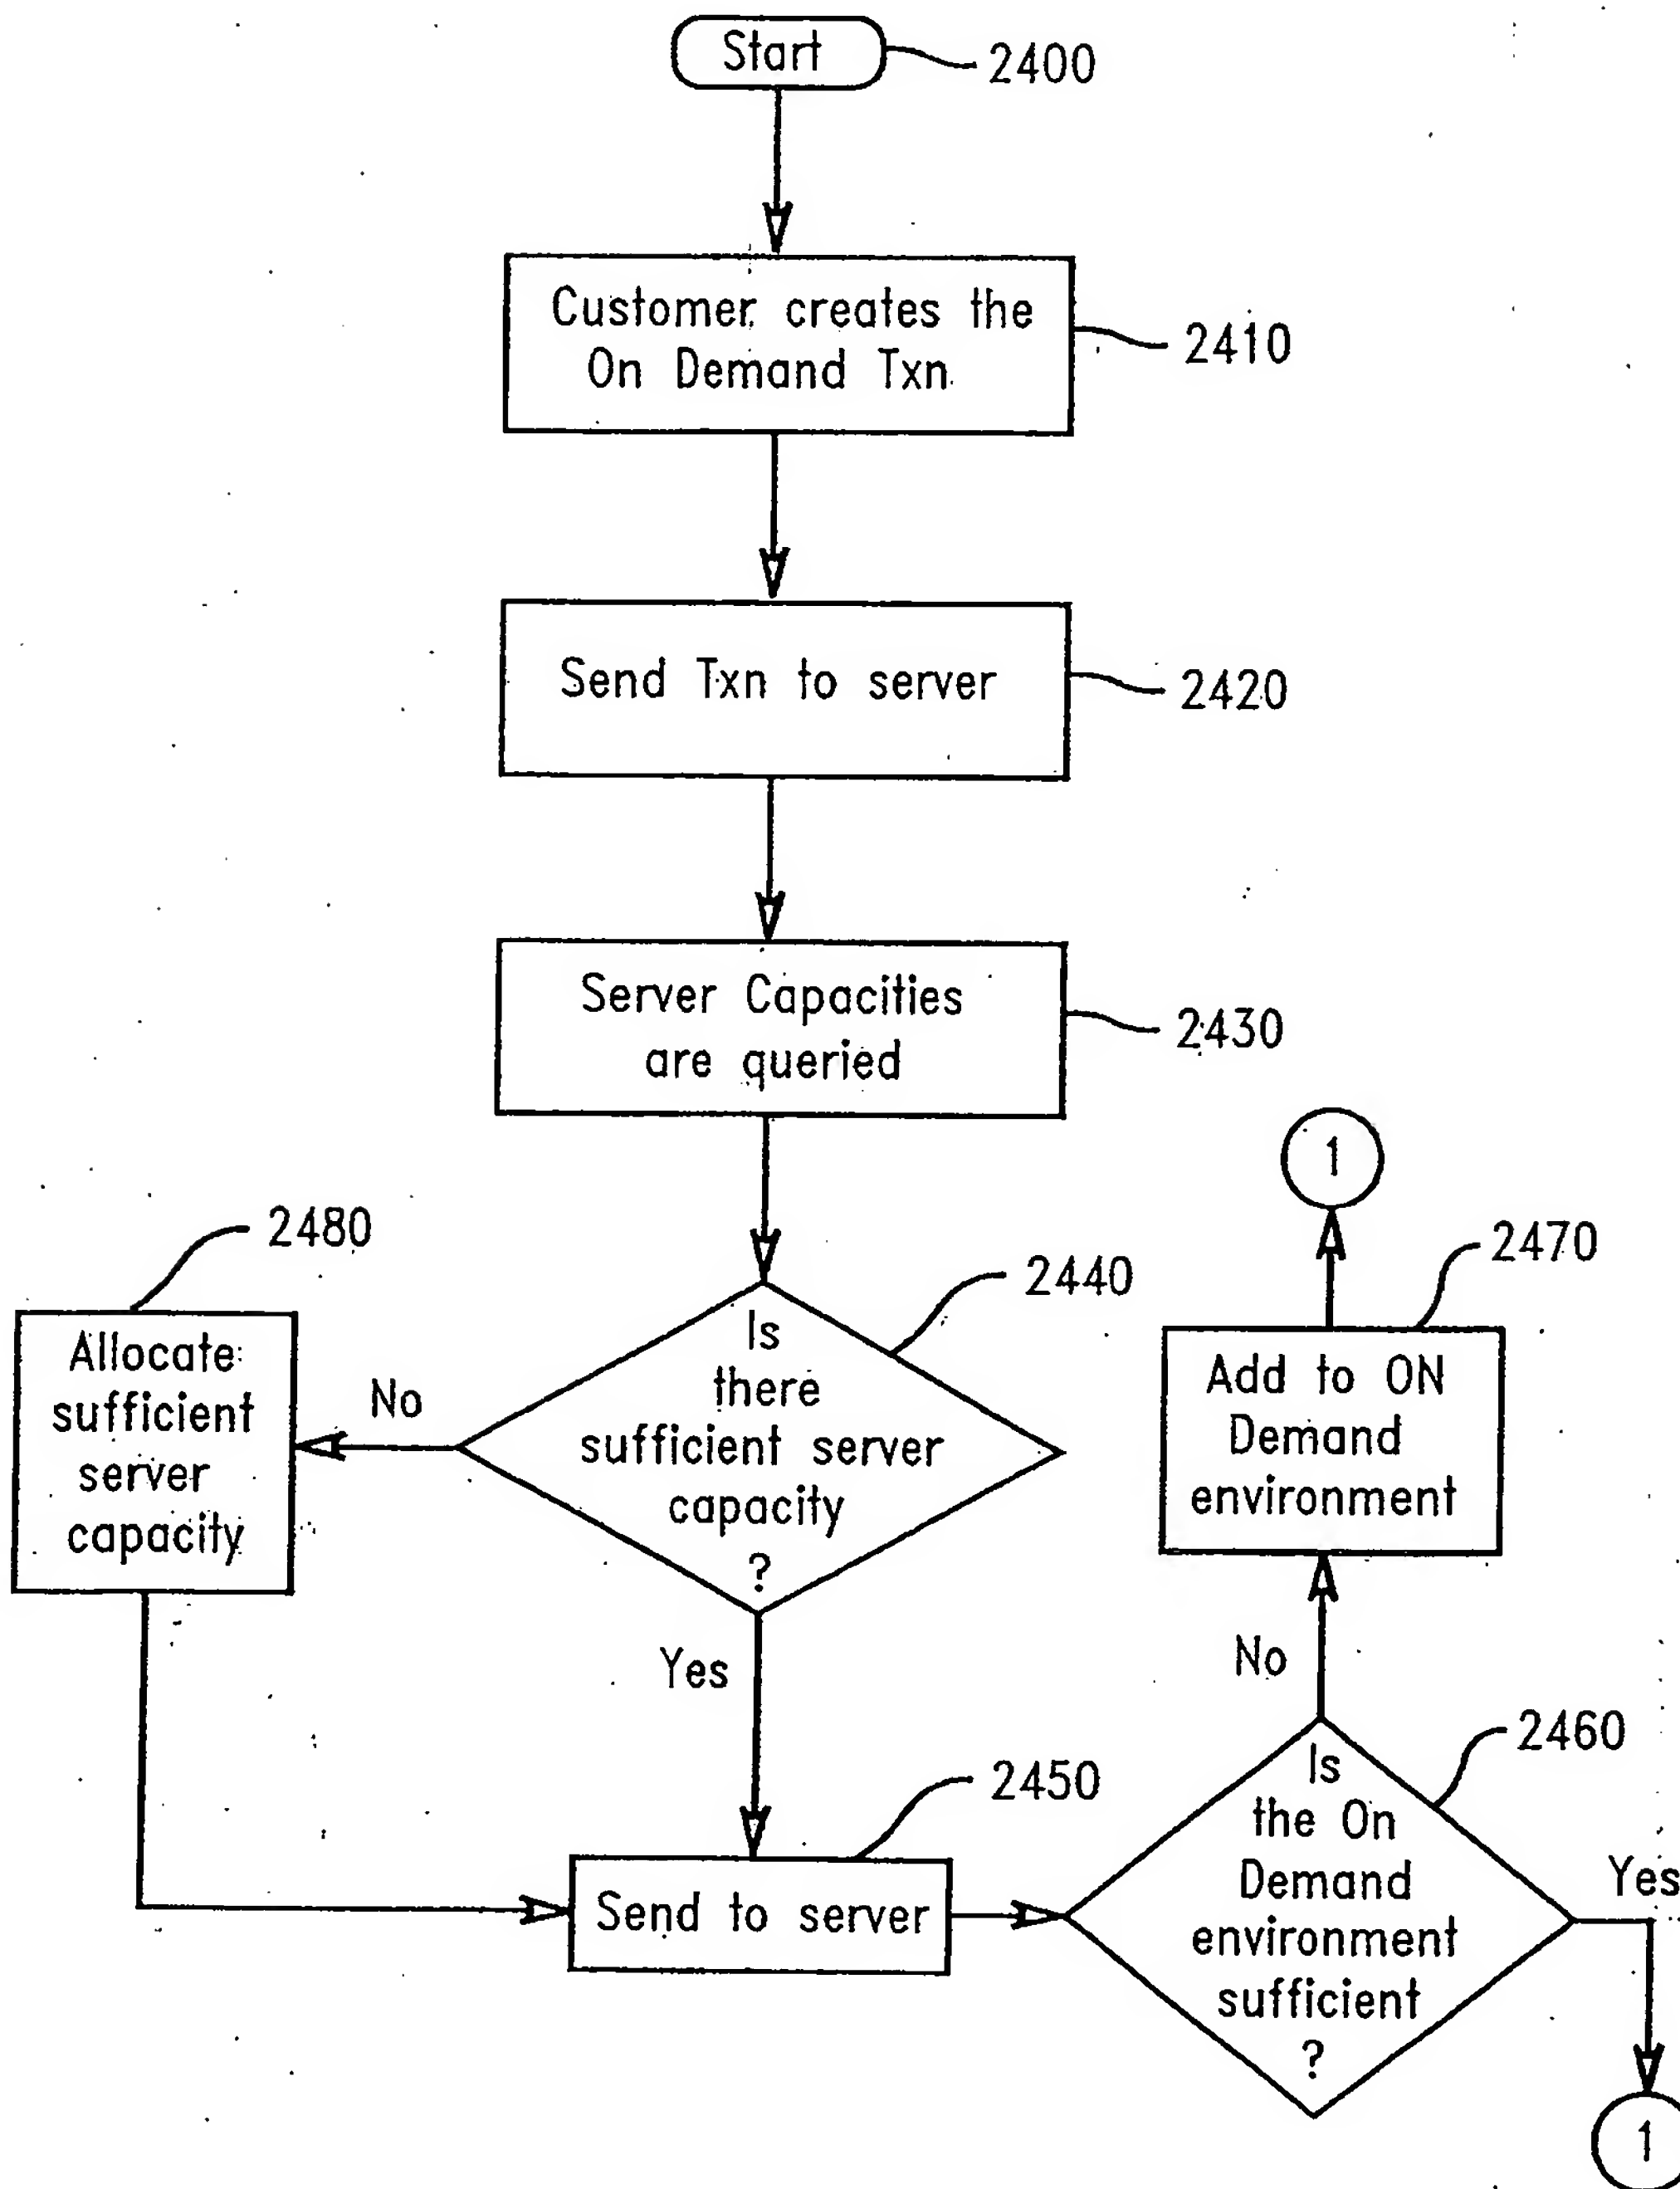 Start
2400
Customer creates the
On Demand Txn
2410
Send Txn to server
2420
Server Capacities
are queried
2430
1
2480
2470
2440
Allocate
sufficient
server
capacity
No
Is
there
sufficient server
capacity
?
Add to ON
Demand
environment
Yes
No
2460
2450
Send to server
Is
the On
Demand
environment
sufficient
?
Yes
1